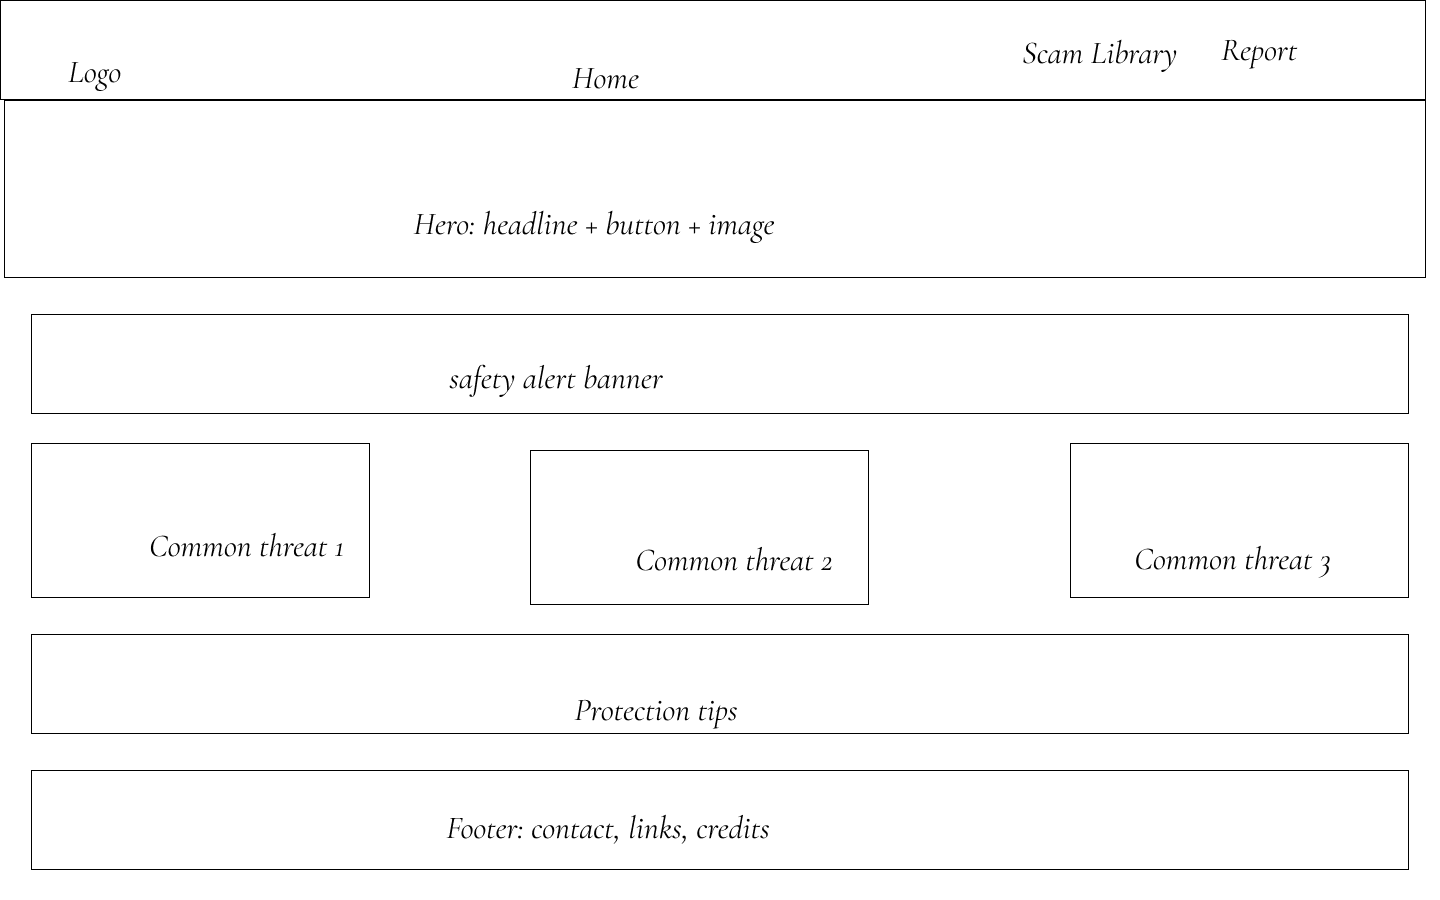 Logo
Home
Scam Library
Report
Hero: headline + button + image
safety alert banner
Common threat 1
Common threat 2
Common threat 3
Protection tips
Footer: contact, links, credits